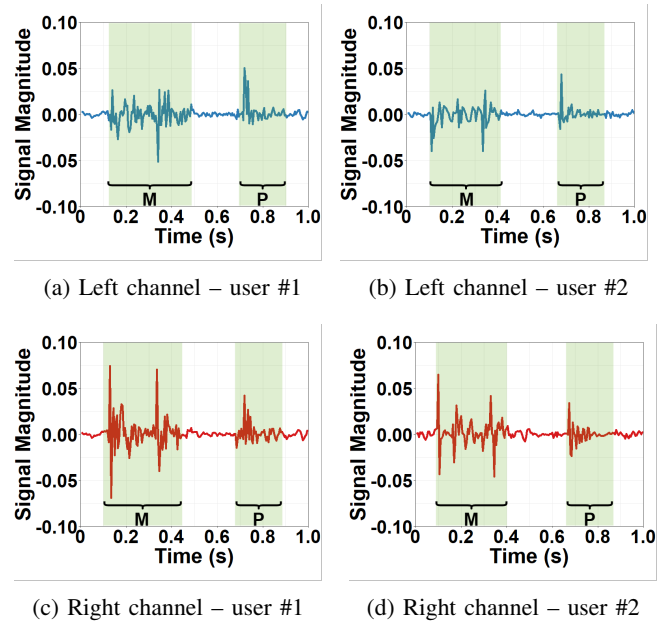 0.10
0.05
0.00
-0.05
-0.10
Signal Magnitude
M
P
0.2 0.4 0.6 0.8 1.0
Time (s)
(a) Left channel – user #1
0.10
0.05
0.00
-0.05
-0.10
Signal Magnitude
M
P
0.2 0.4 0.6 0.8 1.0
Time (s)
(b) Left channel – user #2
0.10
0.05
0.00
-0.05
-0.10
Signal Magnitude
M
P
0.0 0.2 0.4 0.6 0.8 1.0
Time (s)
(c) Right channel – user #1
0.10
0.05
0.00
-0.05
-0.10
Signal Magnitude
M
P
0.0 0.2 0.4 0.6 0.8 1.0
Time (s)
(d) Right channel – user #2